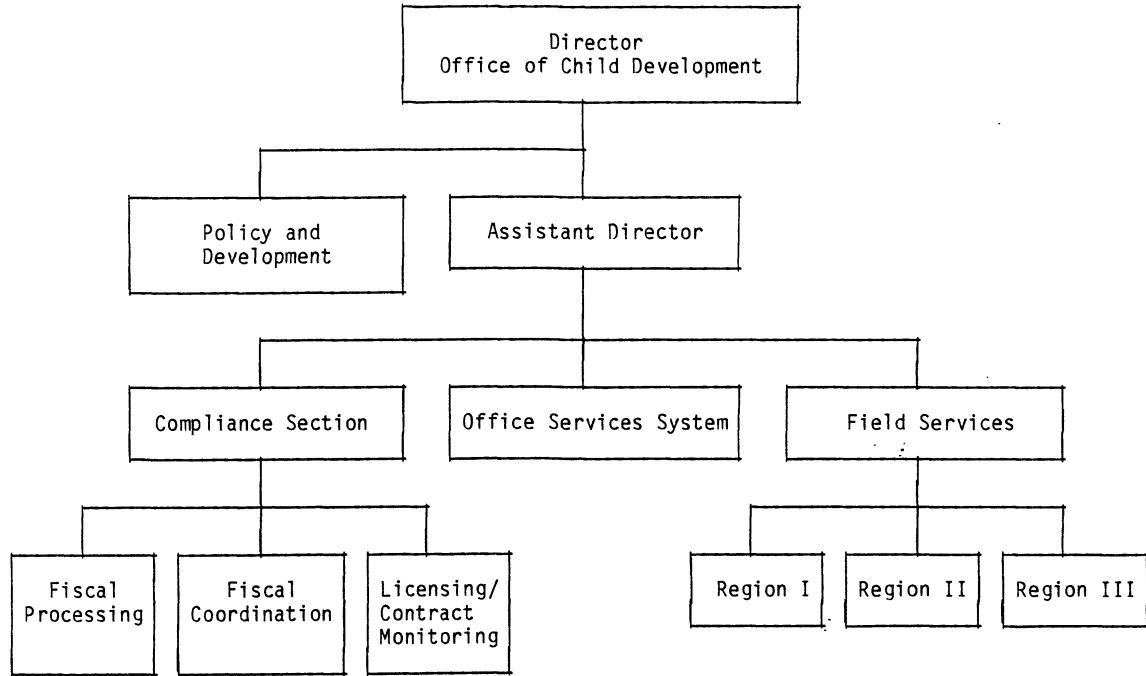 Director
Office of Child Development
Policy and
Development
Assistant Director
Compliance Section
Office Services System
Field Services
Fiscal
Processing
Fiscal
Coordination
Licensing/
Contract
Monitoring
Region I
Region II
Region III